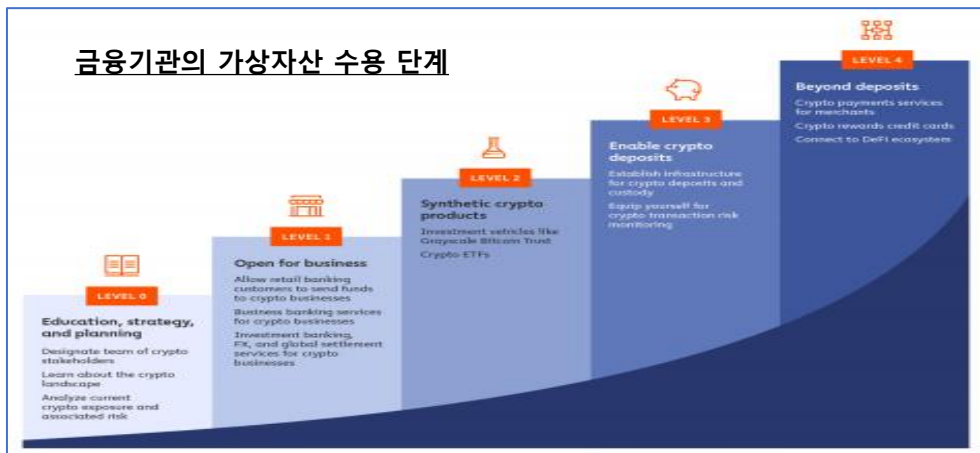 금융기관의 가상자산 수용 단계
LEVEL 0
Education, strategy,
and planning
Designate team of crypto
stakeholders
Learn about the crypto
landscape
Analyze current
crypto exposure and
associated risk
LEVEL 1
Open for business
Allow retail banking
customers to send funds
to crypto businesses
Business banking services
for crypto businesses
Investment banking,
FX, and global settlement
services for crypto
businesses
LEVEL 2
Synthetic crypto
products
Investment vehicles like
Grayscale Bitcoin Trust
Crypto ETFs
LEVEL 3
Enable crypto
deposits
Establish infrastructure
for crypto deposits and
custody
Equip yourself for
crypto transaction risk
monitoring
LEVEL 4
Beyond deposits
Crypto payments services
for merchants
Crypto rewards credit cards
Connect to DeFi ecosystem